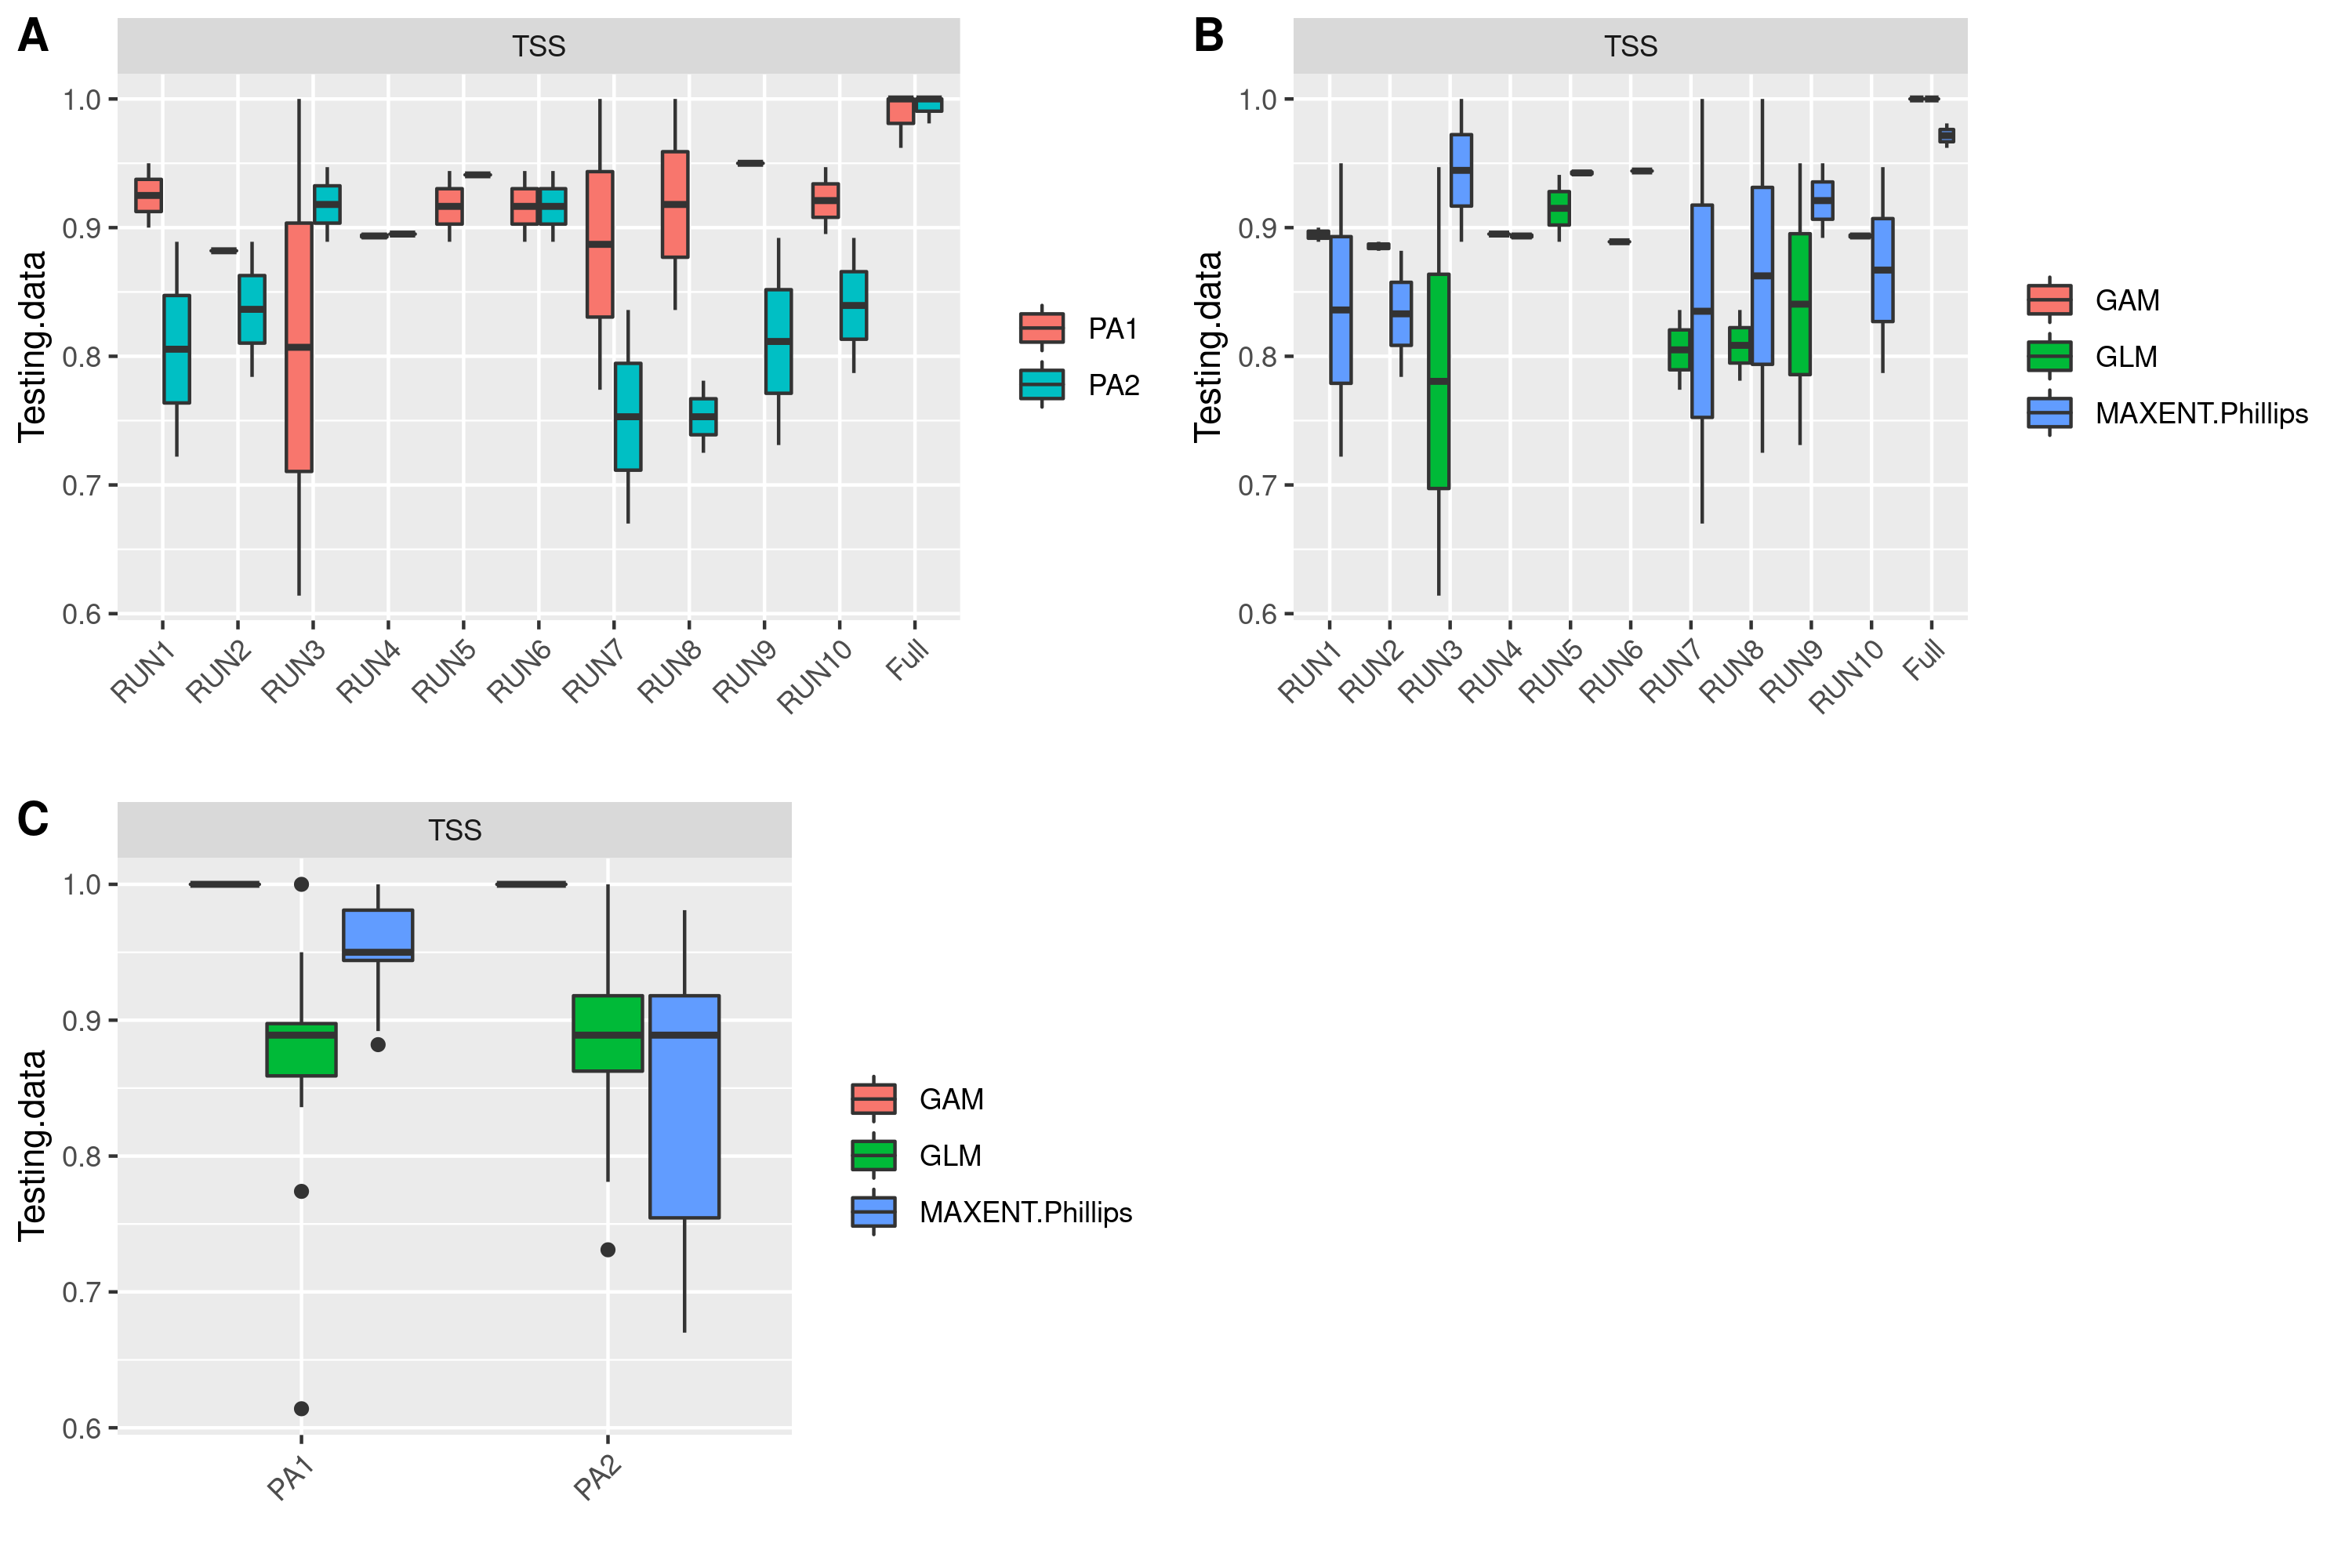 A
TSS
Testing.data
1.0
0.9
0.8
0.7
0.6
RUN1
RUN2
RUN3
RUN4
RUN5
RUN6
RUN7
RUN8
RUN9
RUN10
Full
PA1
PA2
B
TSS
Testing.data
1.0
0.9
0.8
0.7
0.6
RUN1
RUN2
RUN3
RUN4
RUN5
RUN6
RUN7
RUN8
RUN9
RUN10
Full
GAM
GLM
MAXENT.Phillips
C
TSS
Testing.data
1.0
0.9
0.8
0.7
0.6
PA1
PA2
GAM
GLM
MAXENT.Phillips